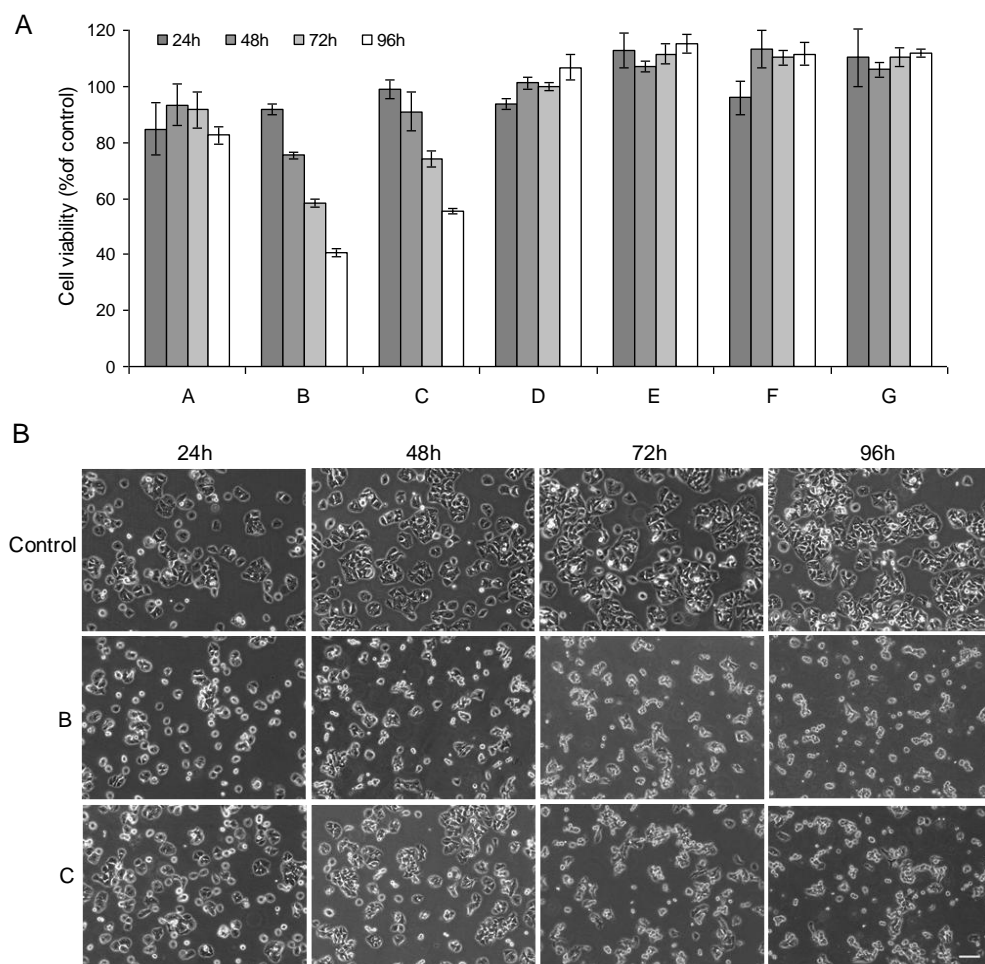 A
24h 48h 72h 96h
Cell viability (%of control)
120
100
80
60
40
20
0
A B C D E F G
B
24h 48h 72h 96h
Control
B
C